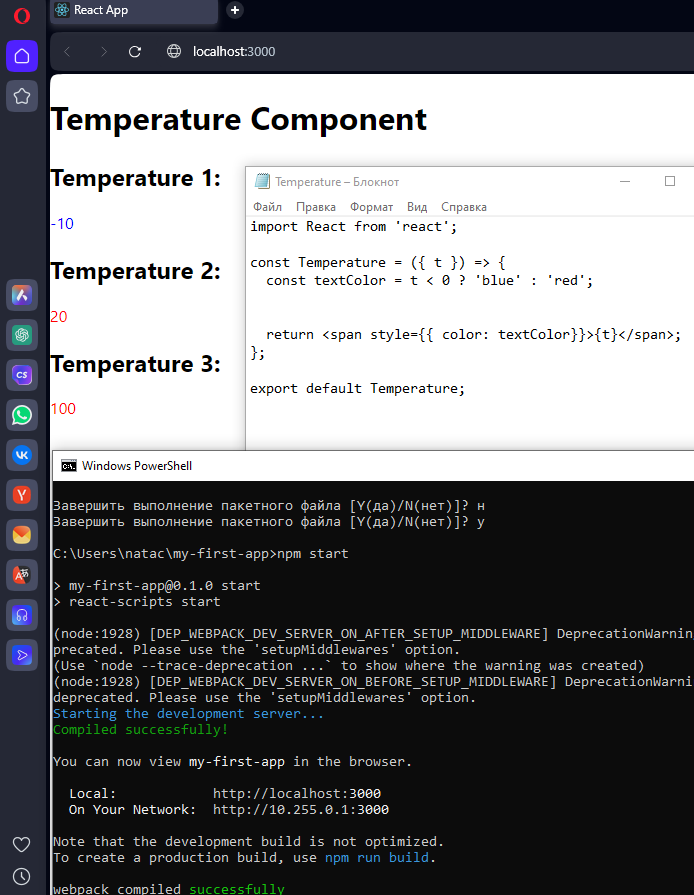 React App
localhost:3000
Temperature Component
Temperature 1:
-10
Temperature 2:
20
Temperature 3:
100
Temperature – Блокнот
Файл Правка Формат Вид Справка
import React from 'react';
const Temperature = ({ t }) => {
const textColor = t < 0 ? 'blue' : 'red';
return <span style={{ color: textColor}}>{t}</span>;
};
export default Temperature;
Windows PowerShell
Завершить выполнение пакетного файла [Y(да)/N(нет)]? н
Завершить выполнение пакетного файла [Y(да)/N(нет)]? y
C:\Users\natac\my-first-app>npm start
> my-first-app@0.1.0 start
> react-scripts start
(node:1928) [DEP_WEBPACK_DEV_SERVER_ON_AFTER_SETUP_MIDDLEWARE] DeprecationWarnin
precated. Please use the 'setupMiddlewares' option.
(Use `node --trace-deprecation ...` to show where the warning was created)
(node:1928) [DEP_WEBPACK_DEV_SERVER_ON_BEFORE_SETUP_MIDDLEWARE] DeprecationWarni
deprecated. Please use the 'setupMiddlewares' option.
Starting the development server...
Compiled successfully!
You can now view my-first-app in the browser.
Local: http://localhost:3000
On Your Network: http://10.255.0.1:3000
Note that the development build is not optimized.
To create a production build, use npm run build.
webpack compiled successfully